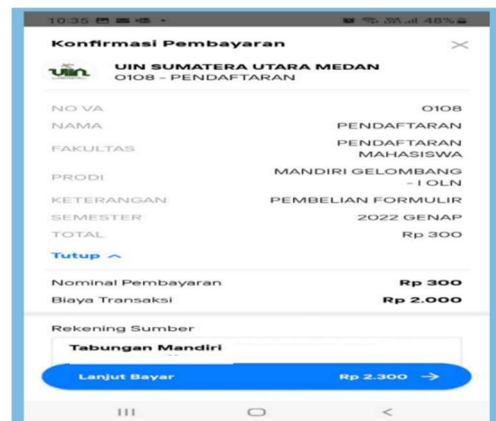 10:35
48%
Konfirmasi Pembayaran
uin
UIN SUMATERA UTARA MEDAN
0108 - PENDAFTARAN
NO VA 0108
NAMA PENDAFTARAN
FAKULTAS PENDAFTARAN
MAHASISWA
PRODI MANDIRI GELOMBANG
- I OLN
KETERANGAN PEMBELIAN FORMULIR
SEMESTER 2022 GENAP
TOTAL Rp 300
Tutup
Nominal Pembayaran Rp 300
Biaya Transaksi Rp 2.000
Rekening Sumber
Tabungan Mandiri
Lanjut Bayar Rp 2.300